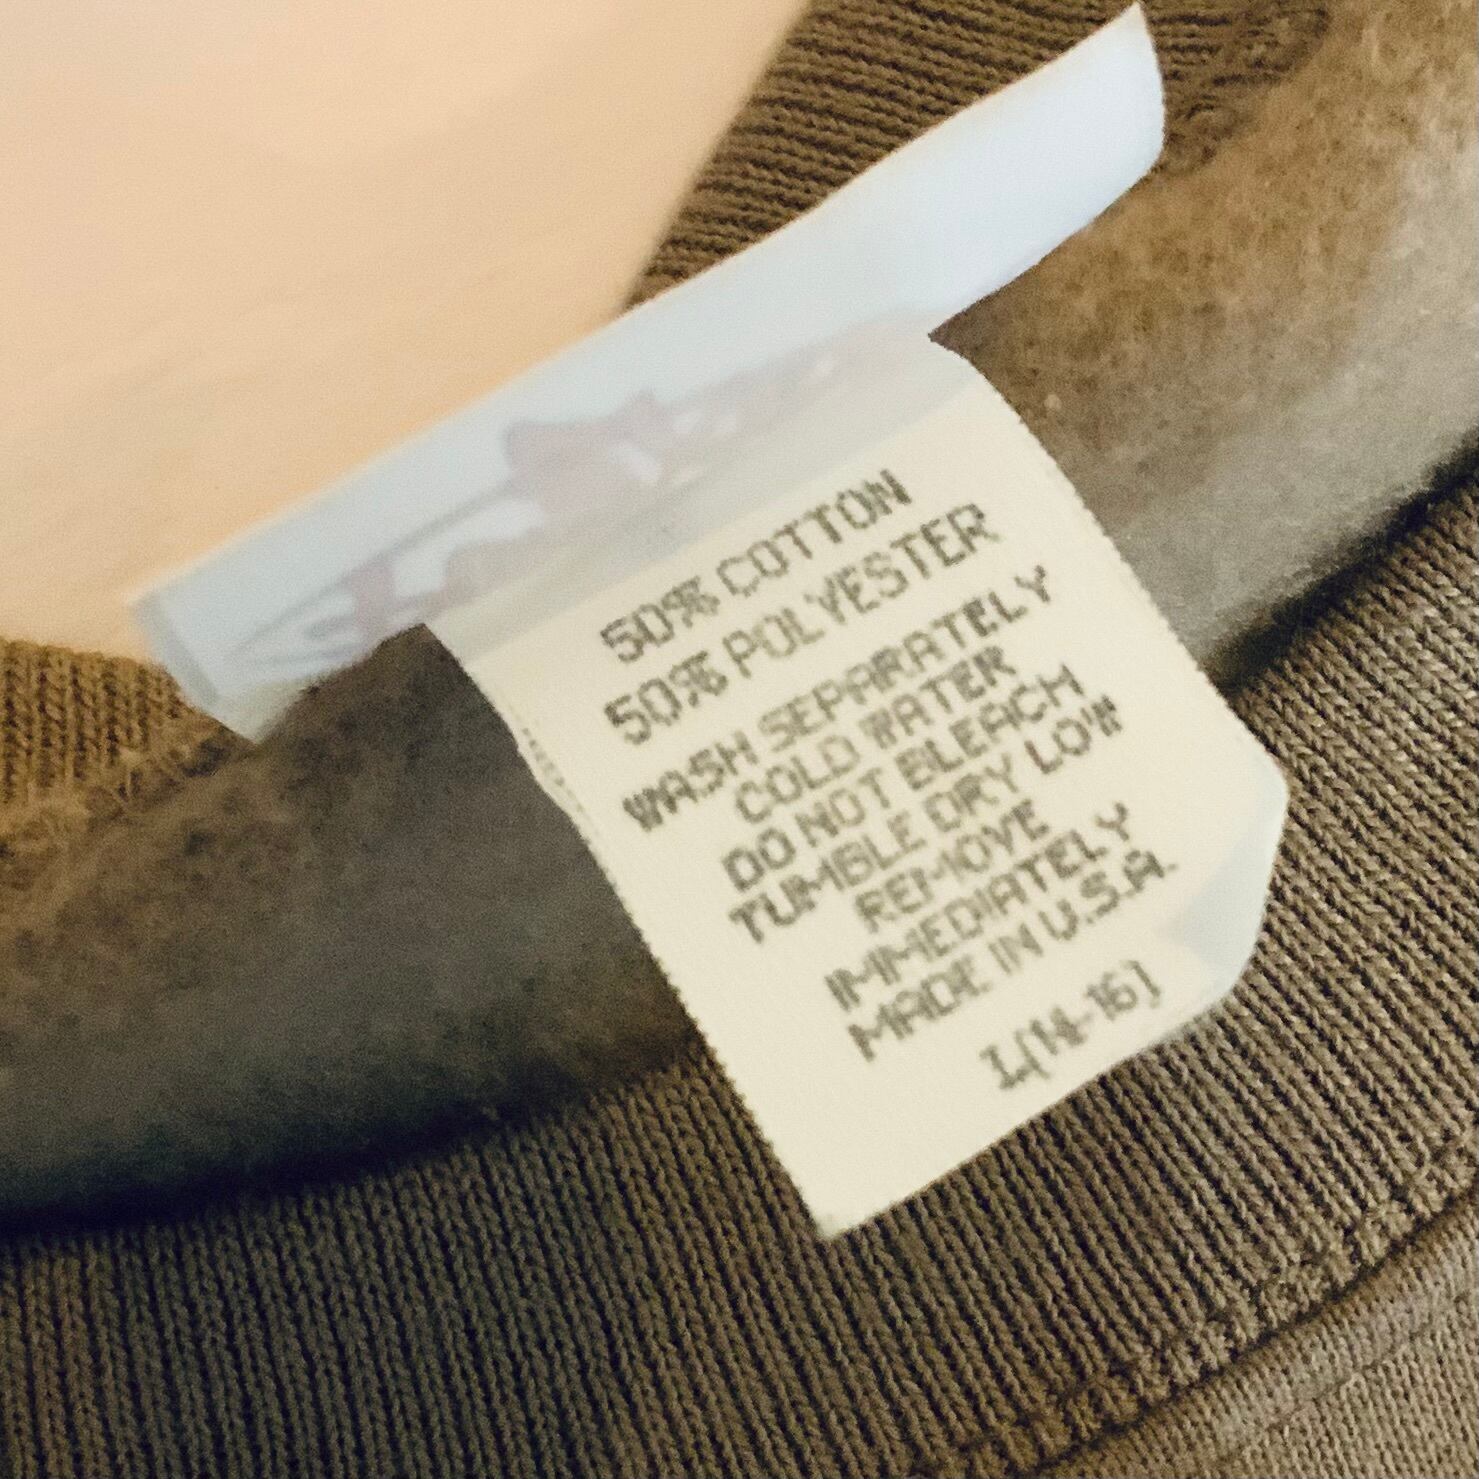 50% COTTON
50% POLYESTER
WASH SEPARATELY
COLD WATER
DO NOT BLEACH
TUMBLE DRY LOW
REMOVE
IMMEDIATELY
MADE IN U.S.A.
L(14-16)